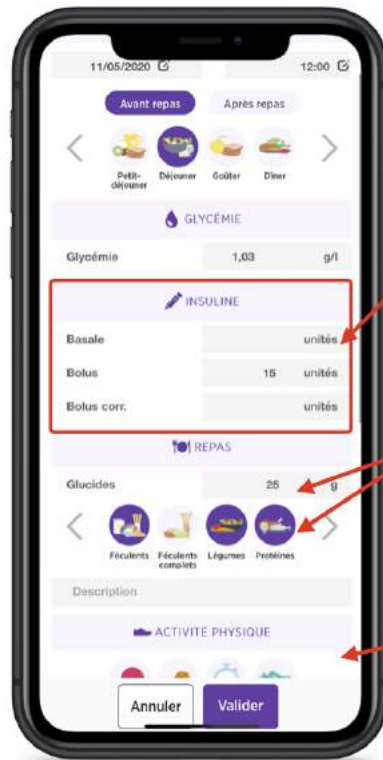 11/05/2020 12:00
Avant repas Après repas
Petit-
déjeuner Déjeuner Goûter Dîner
GLYCÉMIE
Glycémie 1,03 g/l
INSULINE
Basale unités
Bolus 15 unités
Bolus corr. unités
REPAS
Glucides 25 g
Féculents Féculents
complets Légumes Protéines
Description
ACTIVITÉ PHYSIQUE
Annuler Valider